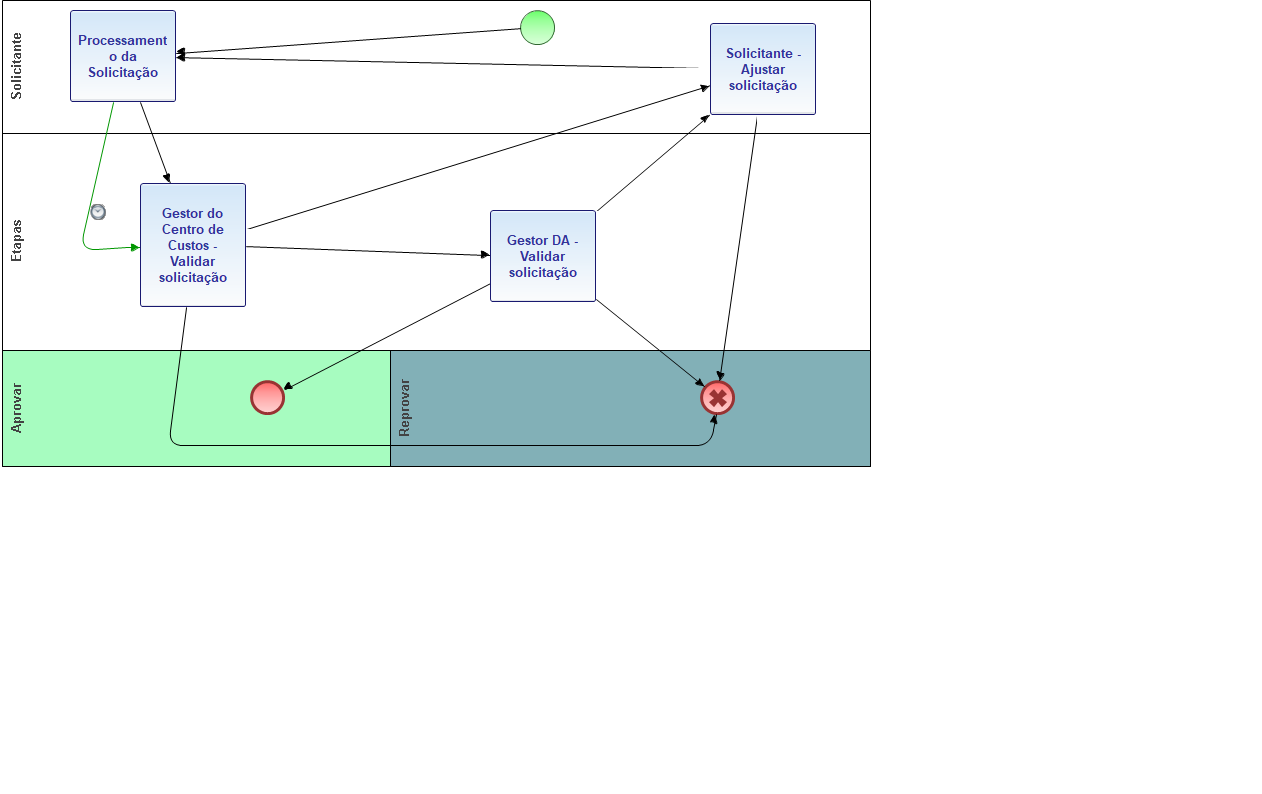 Solicitante
Processament
o da
Solicitação
Solicitante -
Ajustar
solicitação
Etapas
Gestor do
Centro de
Custos -
Validar
solicitação
Gestor DA -
Validar
solicitação
Aprovar
Reprovar